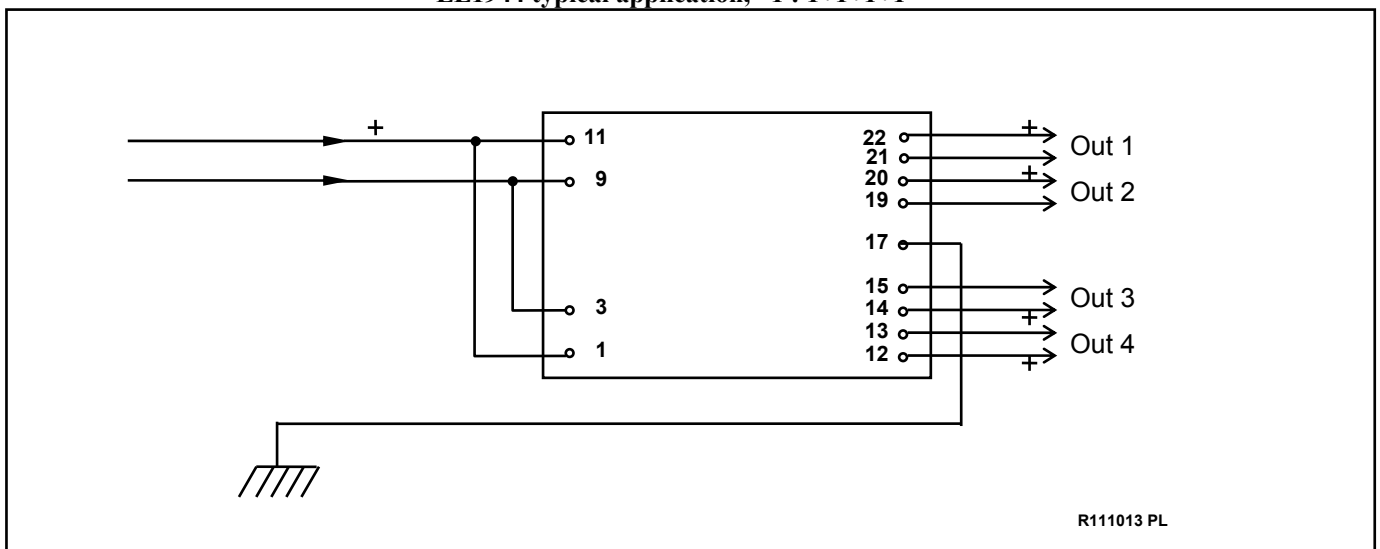 LL1944 typical application, 1 : 1+1+1+1
+ 11 22 + Out 1
21
9 20 + Out 2
19
17
15 Out 3
3 14 +
13 Out 4
1 12 +
R111013 PL